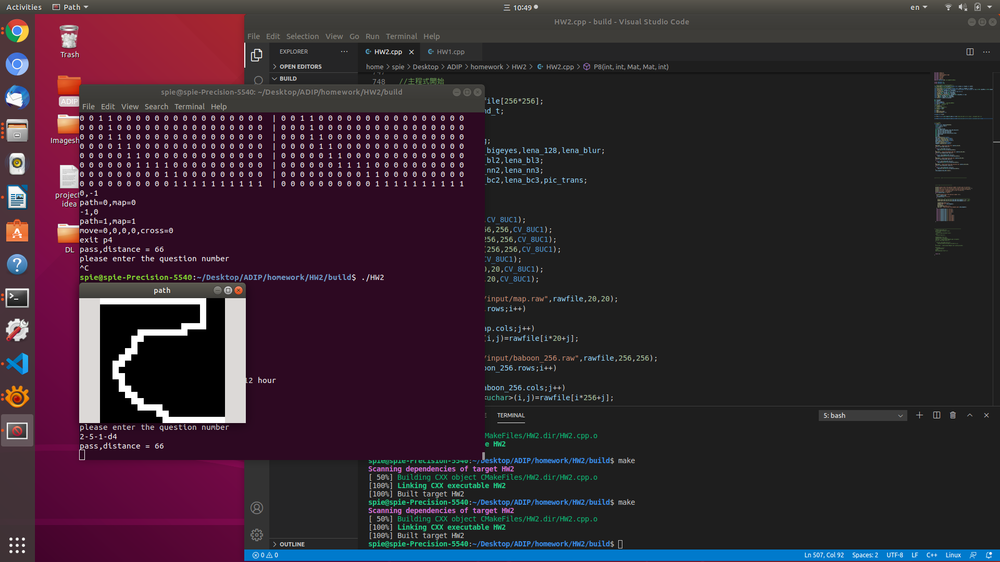 Activities
Path
三 10:49
en
Trash
ADIP
Imagesh
project
idea
DL
HW2.cpp - build - Visual Studio Code
File Edit Selection View Go Run Terminal Help
EXPLORER
OPEN EDITORS
BUILD
OUTLINE
HW2.cpp
HW1.cpp
home > spie > Desktop > ADIP > homework > HW2 > HW2.cpp > P8(int, int, Mat, Mat, int)
748 //主程式開始
file[256*256];
nd_t;
g;
_bigeyes,lena_128,lena_blur;
_bl2,lena_bl3;
_nn2,lena_nn3;
_bc2,lena_bc3,pic_trans;
,CV_8UC1);
56,256,CV_8UC1);
256,256,CV_8UC1);
(256,256,CV_8UC1);
CV_8UC1);
0,20,CV_8UC1);
,20,CV_8UC1);
/input/map.raw",rawfile,20,20);
.rows;i++)
ap.cols;j++)
(i,j)=rawfile[i*20+j];
/input/baboon_256.raw",rawfile,256,256);
oon_256.rows;i++)
aboon_256.cols;j++)
<uchar>(i,j)=rawfile[i*256+j];
spie@spie-Precision-5540: ~/Desktop/ADIP/homework/HW2/build
File Edit View Search Terminal Help
0 0 1 1 0 0 0 0 0 0 0 0 0 0 0 0 0 0 0 0 | 0 0 1 1 0 0 0 0 0 0 0 0 0 0 0 0 0 0 0 0
0 0 0 1 0 0 0 0 0 0 0 0 0 0 0 0 0 0 0 0 | 0 0 0 1 0 0 0 0 0 0 0 0 0 0 0 0 0 0 0 0
0 0 0 1 1 0 0 0 0 0 0 0 0 0 0 0 0 0 0 0 | 0 0 0 1 1 0 0 0 0 0 0 0 0 0 0 0 0 0 0 0
0 0 0 0 1 1 0 0 0 0 0 0 0 0 0 0 0 0 0 0 | 0 0 0 0 1 1 0 0 0 0 0 0 0 0 0 0 0 0 0 0
0 0 0 0 0 1 1 0 0 0 0 0 0 0 0 0 0 0 0 0 | 0 0 0 0 0 1 1 0 0 0 0 0 0 0 0 0 0 0 0 0
0 0 0 0 0 0 1 1 1 1 0 0 0 0 0 0 0 0 0 0 | 0 0 0 0 0 0 1 1 1 1 0 0 0 0 0 0 0 0 0 0
0 0 0 0 0 0 0 0 0 1 1 0 0 0 0 0 0 0 0 0 | 0 0 0 0 0 0 0 0 0 1 1 0 0 0 0 0 0 0 0 0
0 0 0 0 0 0 0 0 0 0 1 1 1 1 1 1 1 1 1 1 | 0 0 0 0 0 0 0 0 0 0 1 1 1 1 1 1 1 1 1 1
0,-1
path=0,map=0
-1,0
path=1,map=1
move=0,0,0,0,cross=0
exit p4
pass,distance = 66
please enter the question number
^C
spie@spie-Precision-5540:~/Desktop/ADIP/homework/HW2/build$ ./HW2
path
12 hour
please enter the question number
2-5-1-d4
pass,distance = 66
TERMINAL
5: bash
MakeFiles/HW2.dir/HW2.cpp.o
e HW2
spie@spie-Precision-5540:~/Desktop/ADIP/homework/HW2/build$ make
Scanning dependencies of target HW2
[ 50%] Building CXX object CMakeFiles/HW2.dir/HW2.cpp.o
[100%] Linking CXX executable HW2
[100%] Built target HW2
spie@spie-Precision-5540:~/Desktop/ADIP/homework/HW2/build$ make
Scanning dependencies of target HW2
[ 50%] Building CXX object CMakeFiles/HW2.dir/HW2.cpp.o
[100%] Linking CXX executable HW2
[100%] Built target HW2
spie@spie-Precision-5540:~/Desktop/ADIP/homework/HW2/build$
0 0
Ln 507, Col 92 Spaces: 2 UTF-8 LF C++ Linux